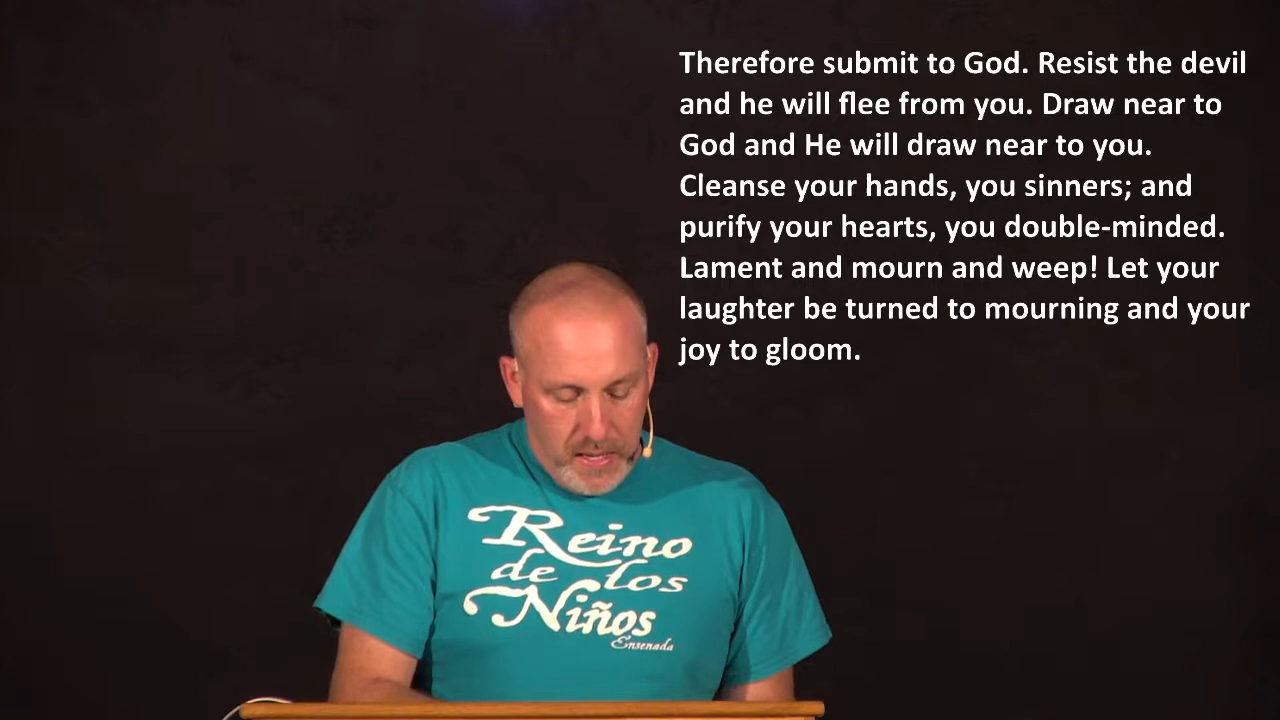 Therefore submit to God. Resist the devil
and he will flee from you. Draw near to
God and He will draw near to you.
Cleanse your hands, you sinners; and
purify your hearts, you double-minded.
Lament and mourn and weep! Let your
laughter be turned to mourning and your
joy to gloom.
Reino
de los
Niños
Ensenada